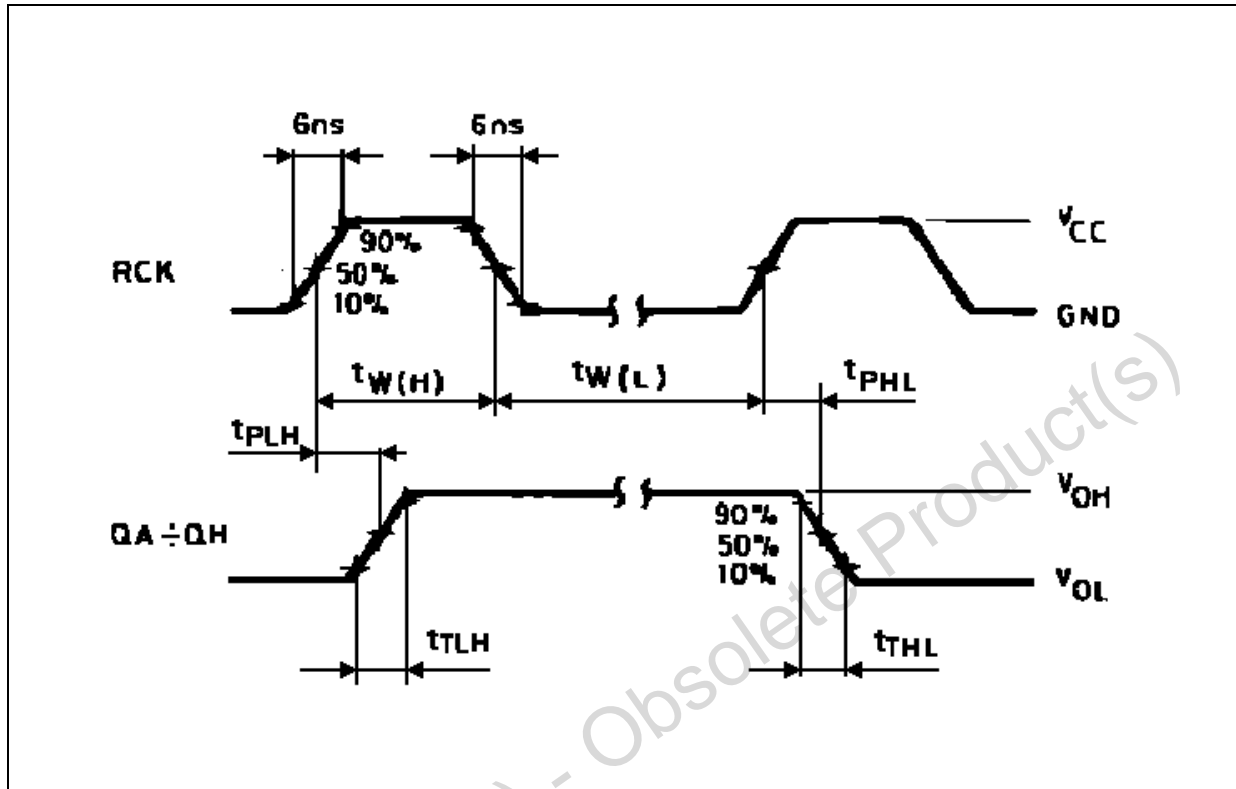 6ns 6ns
VCC
90%
RCK 50%
10%
GND
tW(H) tW(L) tPHL
tPLH
VOH
90%
QA÷QH 50%
10%
VOL
tTLH tTHL
) - Obsolete Product(s)